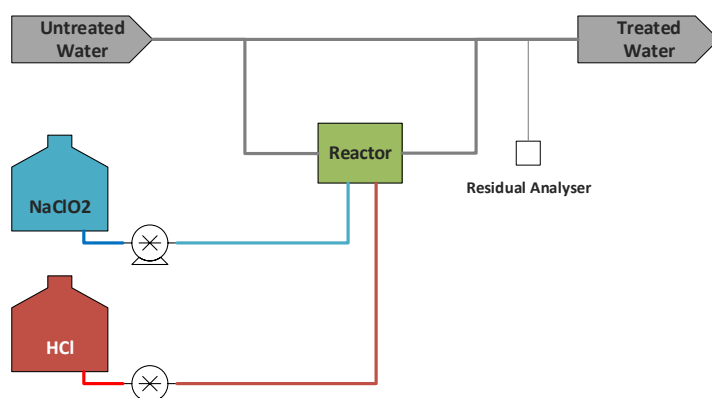 Untreated
Water
Treated
Water
Reactor
Residual Analyser
NaClO2
HCl